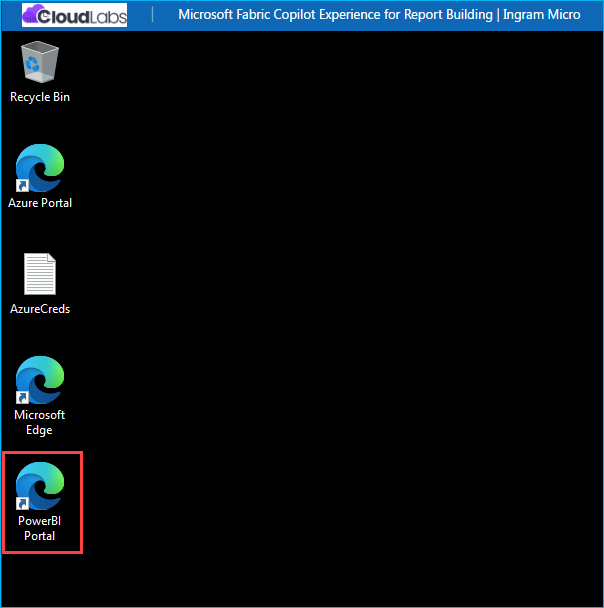 CloudLabs | Microsoft Fabric Copilot Experience for Report Building | Ingram Micro
Recycle Bin
Azure Portal
AzureCreds
Microsoft
Edge
PowerBI
Portal